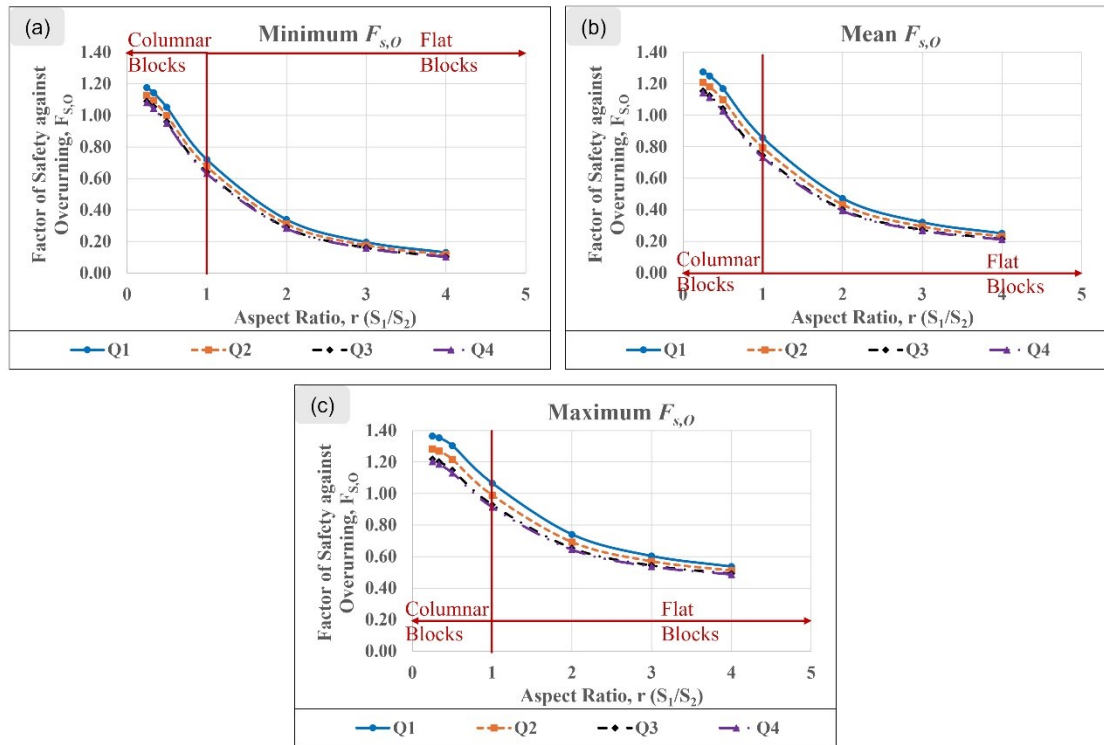 (a)
Minimum F_{s,O}
Columnar
Blocks
Flat
Blocks
Factor of Safety against
Overurning, F_{S,O}
1.40
1.20
1.00
0.80
0.60
0.40
0.20
0.00
0 1 2 3 4 5
Aspect Ratio, r (S₁/S₂)
Q1 Q2 Q3 Q4
(b)
Mean F_{s,O}
Factor of Safety against
Overurning, F_{S,O}
1.40
1.20
1.00
0.80
0.60
0.40
0.20
0.00
Columnar
Blocks
Flat
Blocks
0 1 2 3 4 5
Aspect Ratio, r (S₁/S₂)
Q1 Q2 Q3 Q4
(c)
Maximum F_{s,O}
Factor of Safety against
Overurning, F_{S,O}
1.40
1.20
1.00
0.80
0.60
0.40
0.20
0.00
Columnar
Blocks
Flat
Blocks
0 1 2 3 4 5
Aspect Ratio, r (S₁/S₂)
Q1 Q2 Q3 Q4